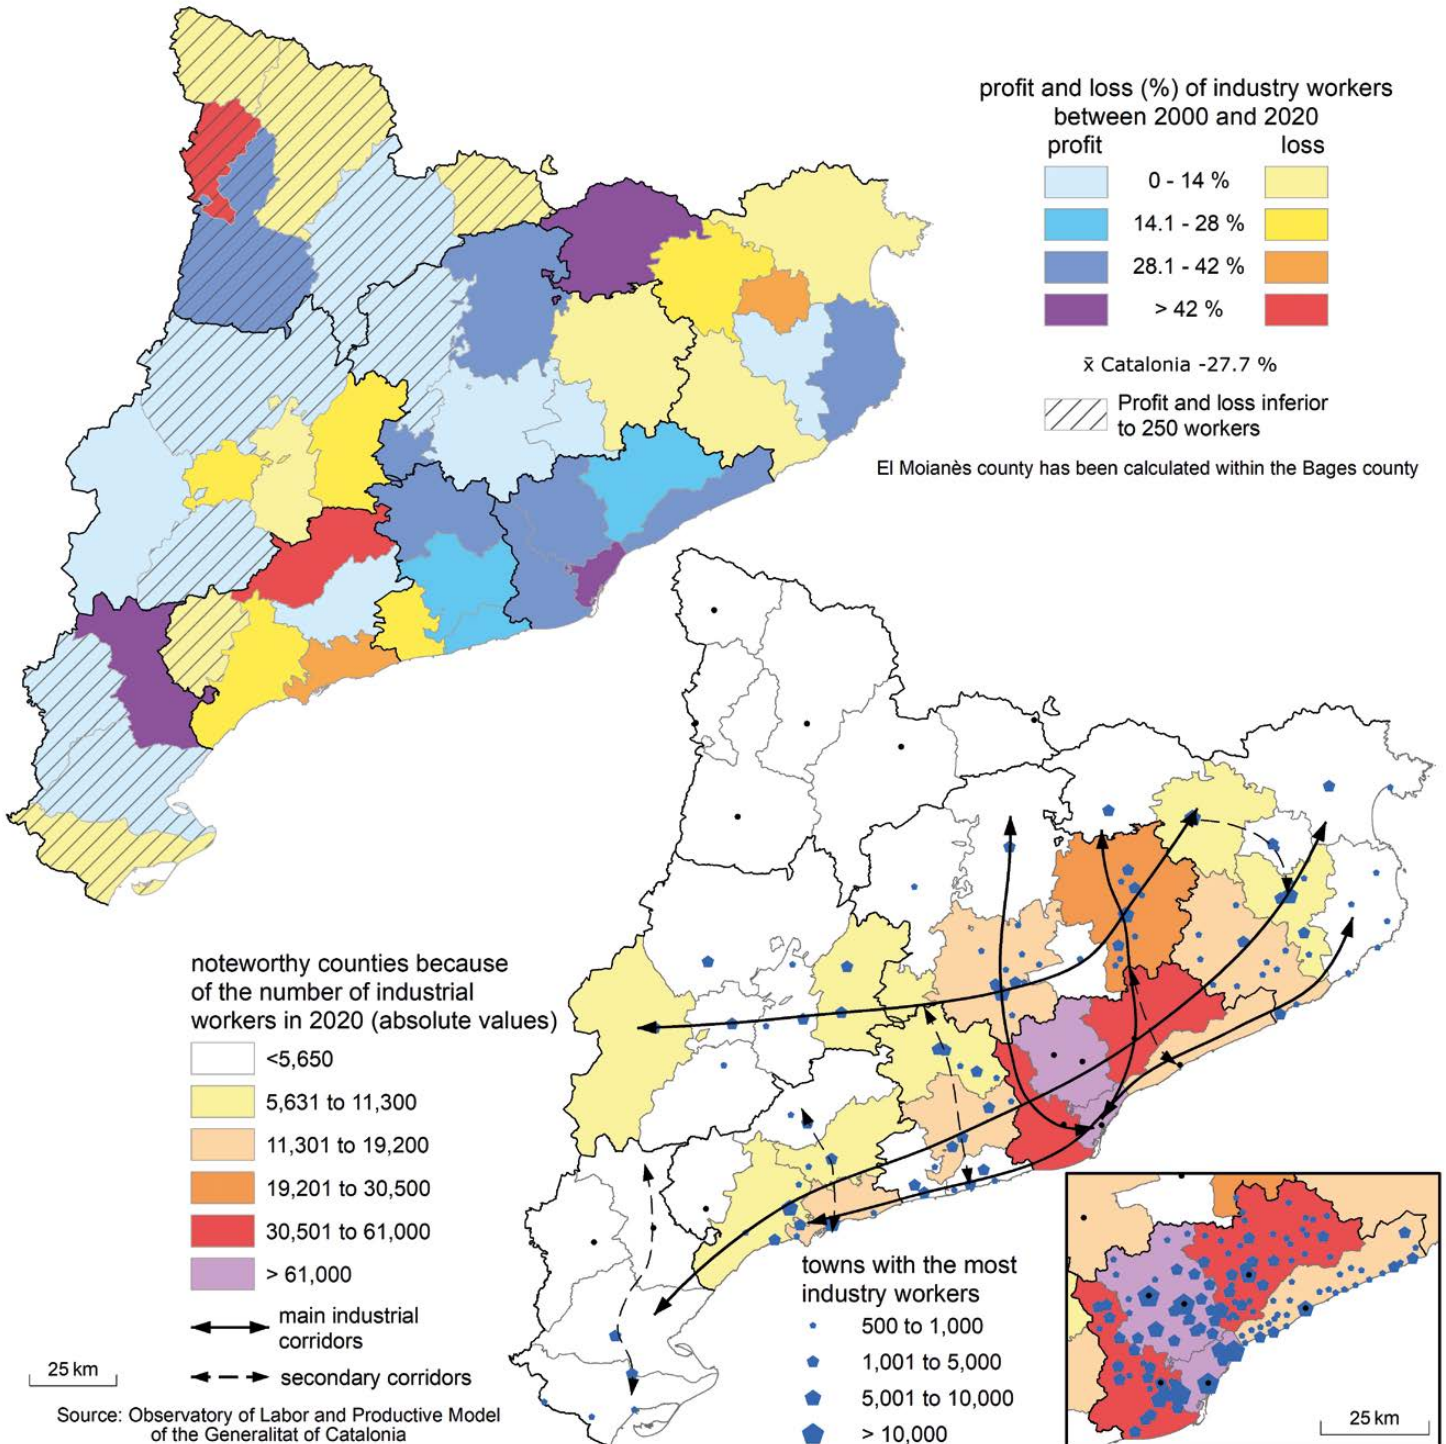 profit and loss (%) of industry workers
between 2000 and 2020
profit loss
0 - 14 %
14.1 - 28 %
28.1 - 42 %
> 42 %
x̄ Catalonia -27.7 %
Profit and loss inferior
to 250 workers
El Moianès county has been calculated within the Bages county
noteworthy counties because
of the number of industrial
workers in 2020 (absolute values)
<5,650
5,631 to 11,300
11,301 to 19,200
19,201 to 30,500
30,501 to 61,000
> 61,000
main industrial
corridors
secondary corridors
25 km
Source: Observatory of Labor and Productive Model
of the Generalitat of Catalonia
towns with the most
industry workers
500 to 1,000
1,001 to 5,000
5,001 to 10,000
> 10,000
25 km